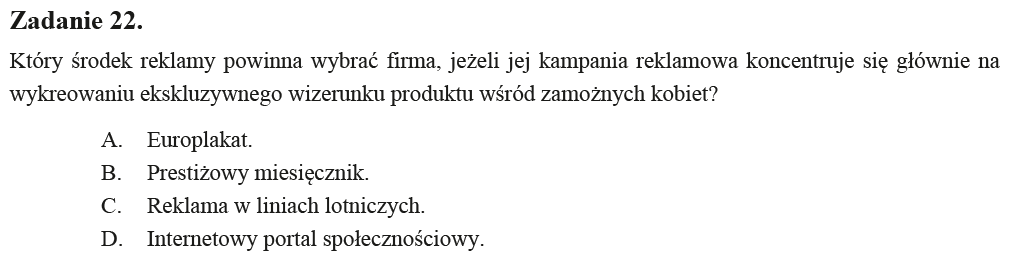 Zadanie 22.
Który środek reklamy powinna wybrać firma, jeżeli jej kampania reklamowa koncentruje się głównie na
wykreowaniu ekskluzywnego wizerunku produktu wśród zamożnych kobiet?
A. Europlakat.
B. Prestiżowy miesięcznik.
C. Reklama w liniach lotniczych.
D. Internetowy portal społecznościowy.